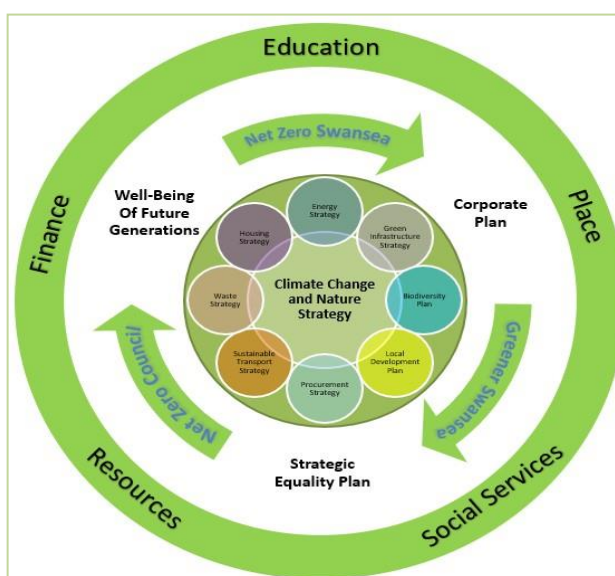 Education
Net Zero Swansea
Finance
Place
Well-Being
Of Future
Generations
Corporate
Plan
Energy
Strategy
Housing
Strategy
Green
Infrastructure
Strategy
Climate Change
and Nature
Strategy
Waste
Strategy
Biodiversity
Plan
Sustainable
Transport
Strategy
Local
Development
Plan
Procurement
Strategy
Net Zero Council
Greener Swansea
Strategic
Equality Plan
Resources
Social Services